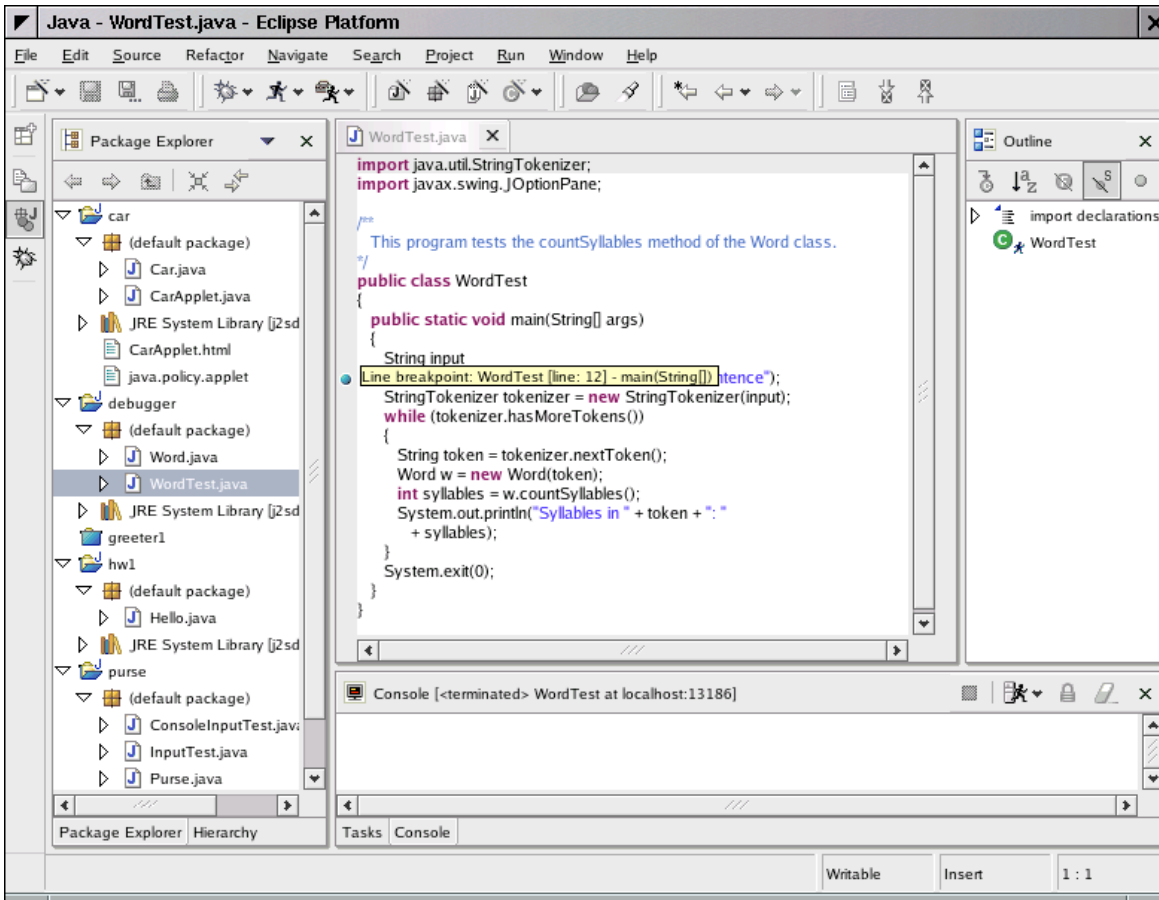 Java - WordTest.java - Eclipse Platform
File Edit Source Refactor Navigate Search Project Run Window Help
Package Explorer
car
(default package)
Car.java
CarApplet.java
JRE System Library [j2sd
CarApplet.html
java.policy.applet
debugger
(default package)
Word.java
WordTest.java
JRE System Library [j2sd
greeter1
hw1
(default package)
Hello.java
JRE System Library [j2sd
purse
(default package)
ConsoleInputTest.java
InputTest.java
Purse.java
Package Explorer Hierarchy
WordTest.java
import java.util.StringTokenizer;
import javax.swing.JOptionPane;
/**
This program tests the countSyllables method of the Word class.
*/
public class WordTest
{
public static void main(String[] args)
{
String input
Line breakpoint: WordTest [line: 12] - main(String[]) ntence");
StringTokenizer tokenizer = new StringTokenizer(input);
while (tokenizer.hasMoreTokens())
{
String token = tokenizer.nextToken();
Word w = new Word(token);
int syllables = w.countSyllables();
System.out.println("Syllables in " + token + ": "
+ syllables);
}
System.exit(0);
}
}
Outline
import declarations
WordTest
Console [<terminated> WordTest at localhost:13186]
Tasks Console
Writable Insert 1 : 1